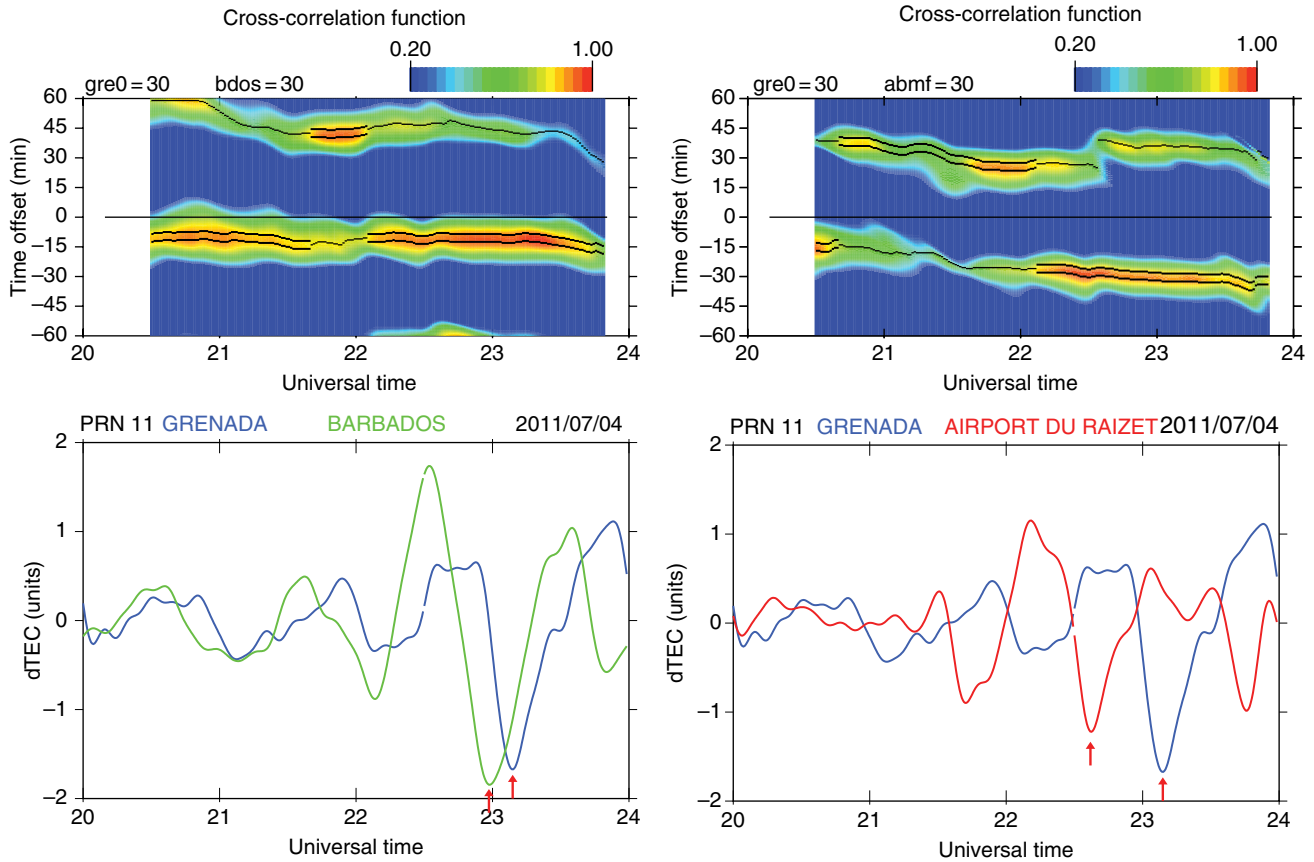 Cross-correlation function
0.20 1.00
gre0 = 30 bdos = 30
60
45
30
15
0
−15
−30
−45
−60
Time offset (min)
20 21 22 23 24
Universal time
Cross-correlation function
0.20 1.00
gre0 = 30 abmf = 30
60
45
30
15
0
−15
−30
−45
−60
Time offset (min)
20 21 22 23 24
Universal time
PRN 11 GRENADA BARBADOS 2011/07/04
2
1
0
−1
−2
dTEC (units)
20 21 22 23 24
Universal time
PRN 11 GRENADA AIRPORT DU RAIZET 2011/07/04
2
1
0
−1
−2
dTEC (units)
20 21 22 23 24
Universal time